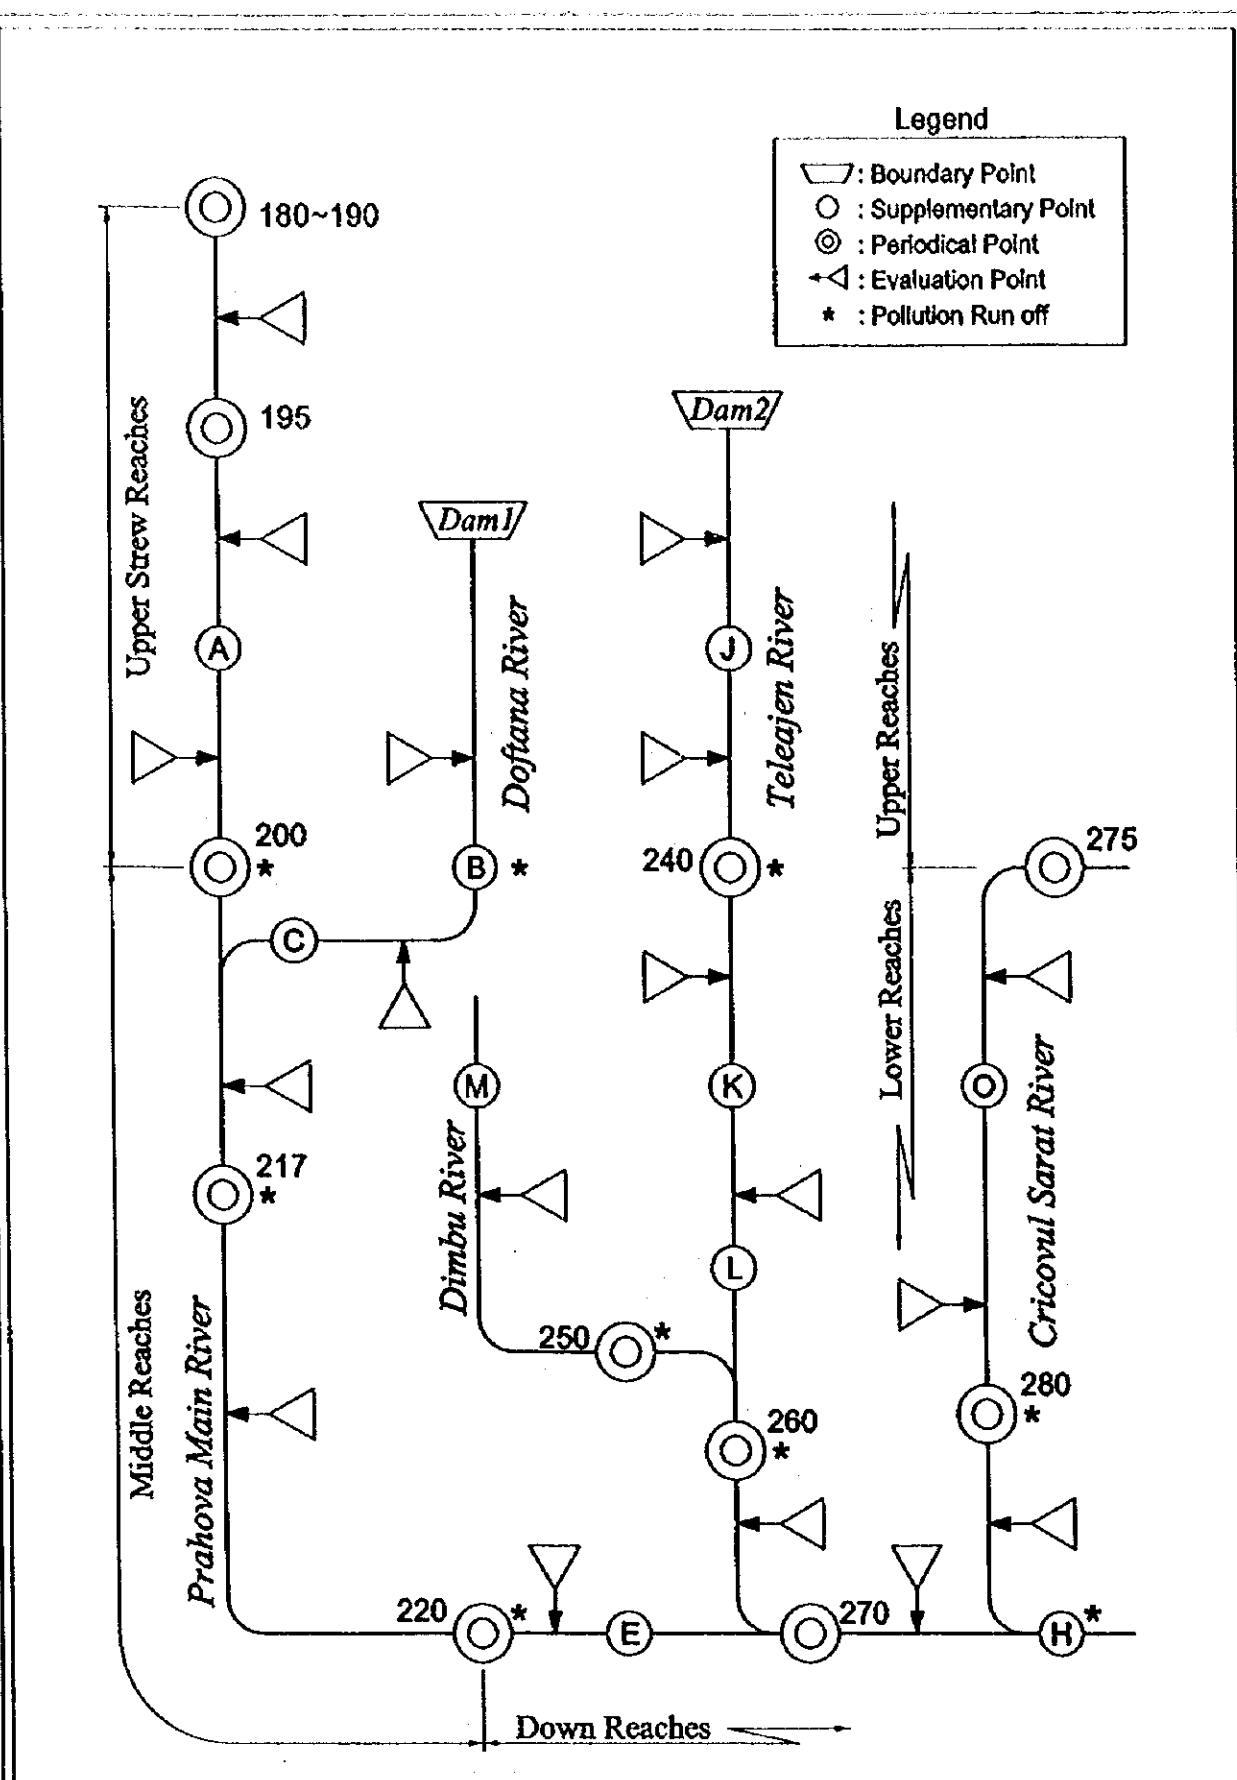 Legend
: Boundary Point
: Supplementary Point
: Periodical Point
: Evaluation Point
* : Pollution Run off
180~190
195
Dam2
Dam1
Upper Strew Reaches
A
J
Doftana River
Teleajen River
Upper Reaches
200
*
B *
240
*
275
C
Lower Reaches
M
K
O
217
*
Dimbu River
Cricovul Sarat River
L
250
*
Middle Reaches
Prahova Main River
280
*
260
*
220
*
E
270
H
*
Down Reaches